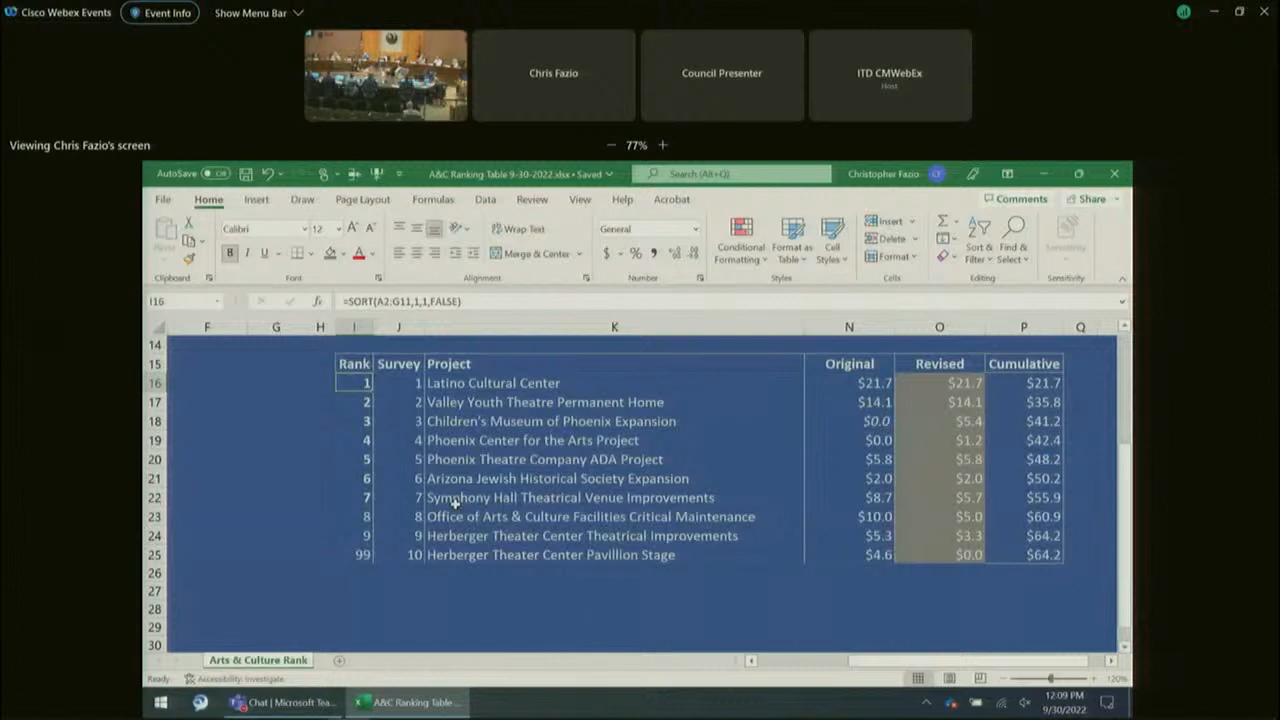 Cisco Webex Events Event Info Show Menu Bar
Chris Fazio
Council Presenter
ITD CMWebEx
Host
Viewing Chris Fazio's screen
77%
AutoSave Off A&C Ranking Table 9-30-2022.xlsx • Saved Search (Alt+Q) Christopher Fazio CF
File Home Insert Draw Page Layout Formulas Data Review View Help Acrobat Comments Share
Paste Calibri 12 Wrap Text General Conditional Formatting Format as Table Cell Styles Insert Sort & Filter Find & Select Sensitivity
B I U Merge & Center $ % Delete
Format
Clipboard Font Alignment Number Styles Cells Editing Sensitivity
I16 fx =SORT(A2:G11,1,1,FALSE)
F G H I J K N O P Q
14
15 Rank Survey Project Original Revised Cumulative
16 1 1 Latino Cultural Center $21.7 $21.7 $21.7
17 2 2 Valley Youth Theatre Permanent Home $14.1 $14.1 $35.8
18 3 3 Children's Museum of Phoenix Expansion $0.0 $5.4 $41.2
19 4 4 Phoenix Center for the Arts Project $0.0 $1.2 $42.4
20 5 5 Phoenix Theatre Company ADA Project $5.8 $5.8 $48.2
21 6 6 Arizona Jewish Historical Society Expansion $2.0 $2.0 $50.2
22 7 7 Symphony Hall Theatrical Venue Improvements $8.7 $5.7 $55.9
23 8 8 Office of Arts & Culture Facilities Critical Maintenance $10.0 $5.0 $60.9
24 9 9 Herberger Theater Center Theatrical Improvements $5.3 $3.3 $64.2
25 99 10 Herberger Theater Center Pavillion Stage $4.6 $0.0 $64.2
26
27
28
29
30
Arts & Culture Rank
Ready Accessibility: Investigate 120%
Chat | Microsoft Tea... A&C Ranking Table ... 12:09 PM
9/30/2022